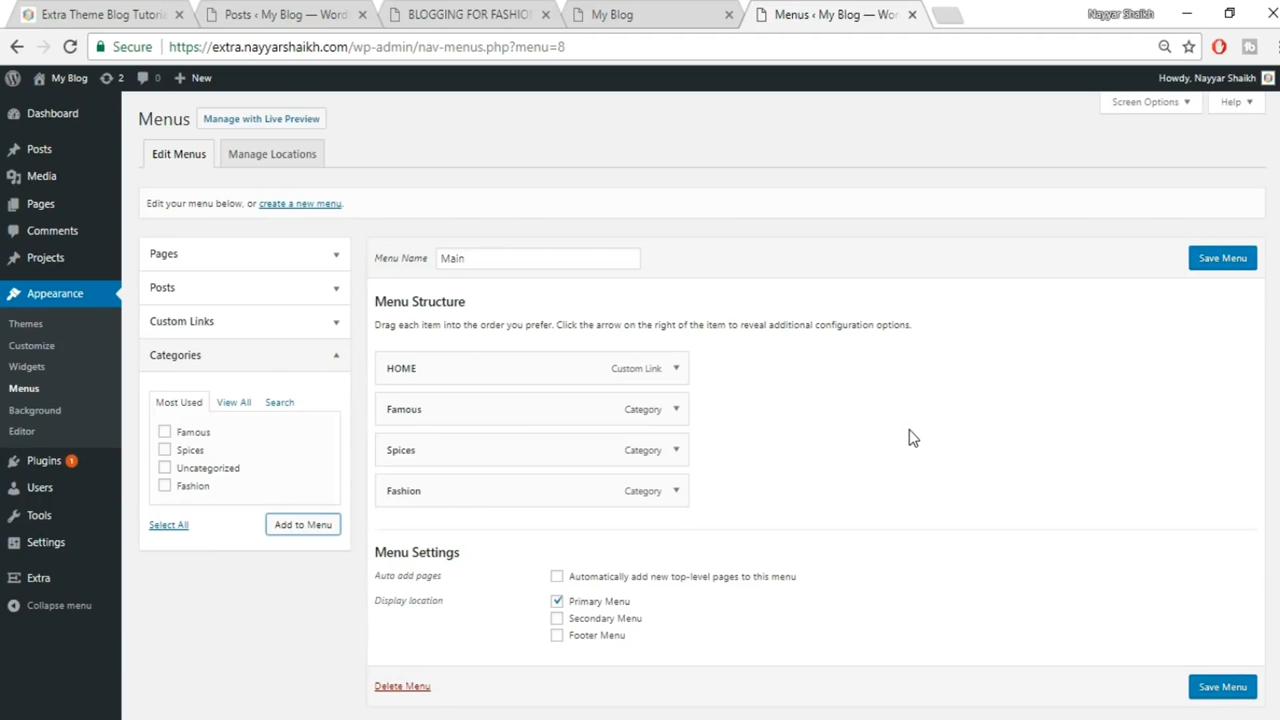 Extra Theme Blog Tutoria
Posts ‹ My Blog — Word
BLOGGING FOR FASHIO
My Blog
Menus ‹ My Blog — Wor
Nayyar Shaikh
Secure
https://extra.nayyarshaikh.com/wp-admin/nav-menus.php?menu=8
My Blog
2
0
New
Howdy, Nayyar Shaikh
Dashboard
Posts
Media
Pages
Comments
Projects
Appearance
Themes
Customize
Widgets
Menus
Background
Editor
Plugins 1
Users
Tools
Settings
Extra
Collapse menu
Screen Options
Help
Menus
Manage with Live Preview
Edit Menus
Manage Locations
Edit your menu below, or create a new menu.
Pages
Posts
Custom Links
Categories
Most Used
View All
Search
Famous
Spices
Uncategorized
Fashion
Select All
Add to Menu
Menu Name
Main
Save Menu
Menu Structure
Drag each item into the order you prefer. Click the arrow on the right of the item to reveal additional configuration options.
HOME
Custom Link
Famous
Category
Spices
Category
Fashion
Category
Menu Settings
Auto add pages
Automatically add new top-level pages to this menu
Display location
Primary Menu
Secondary Menu
Footer Menu
Delete Menu
Save Menu